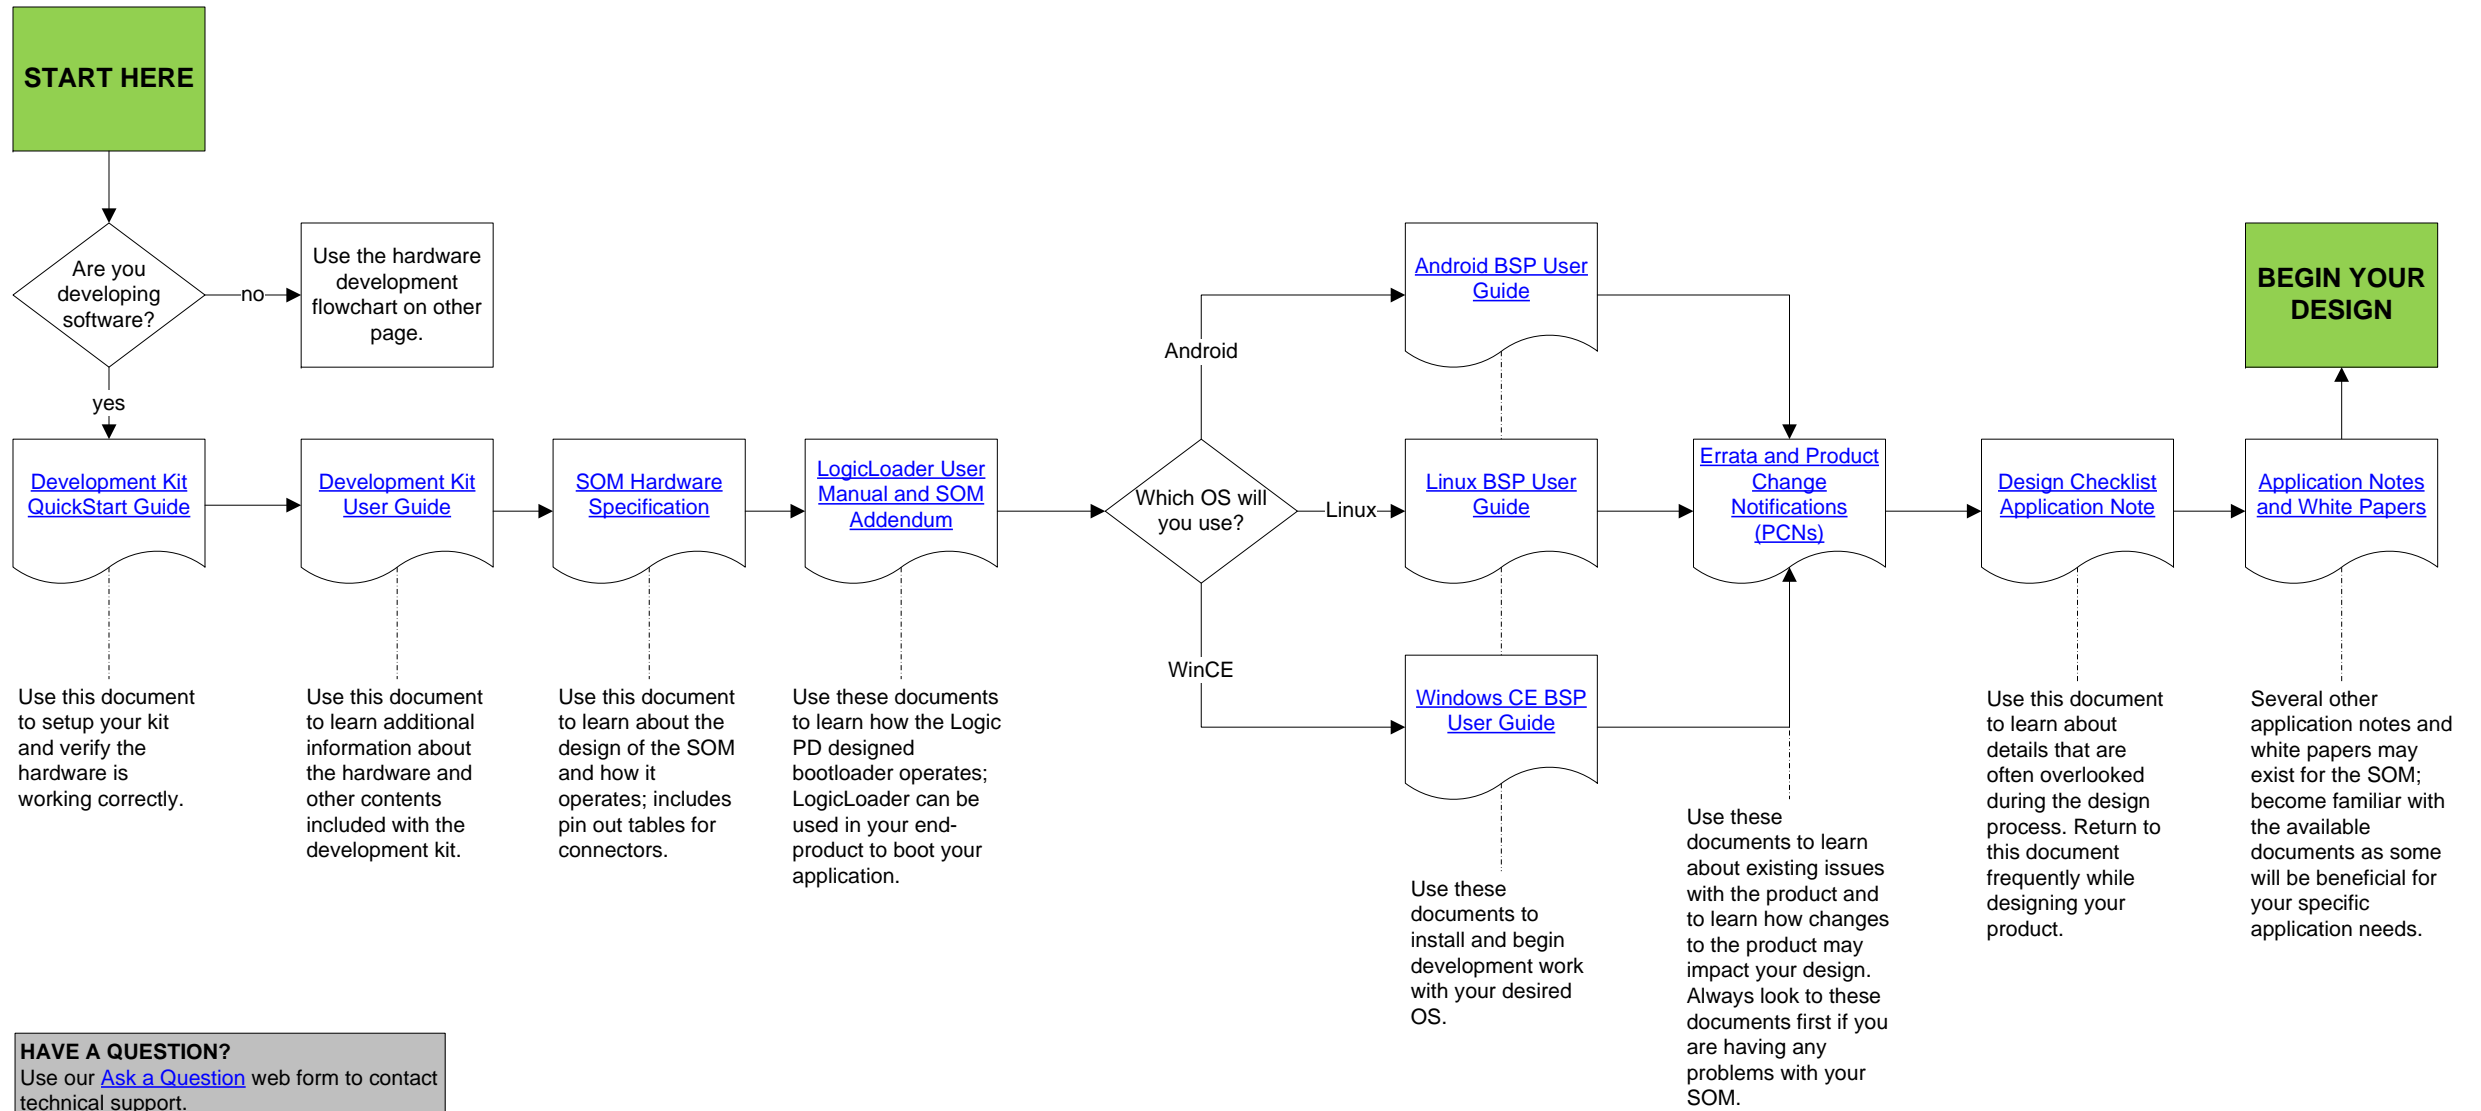 START HERE
Are you
developing
software?
no
Use the hardware
development
flowchart on other
page.
yes
Development Kit
QuickStart Guide
Development Kit
User Guide
SOM Hardware
Specification
LogicLoader User
Manual and SOM
Addendum
Which OS will
you use?
Android
Linux
WinCE
Android BSP User
Guide
Linux BSP User
Guide
Windows CE BSP
User Guide
Errata and Product
Change
Notifications
(PCNs)
Design Checklist
Application Note
Application Notes
and White Papers
BEGIN YOUR
DESIGN
Use this document
to setup your kit
and verify the
hardware is
working correctly.
Use this document
to learn additional
information about
the hardware and
other contents
included with the
development kit.
Use this document
to learn about the
design of the SOM
and how it
operates; includes
pin out tables for
connectors.
Use these documents
to learn how the Logic
PD designed
bootloader operates;
LogicLoader can be
used in your end-
product to boot your
application.
Use these
documents to
install and begin
development work
with your desired
OS.
Use these
documents to learn
about existing issues
with the product and
to learn how changes
to the product may
impact your design.
Always look to these
documents first if you
are having any
problems with your
SOM.
Use this document
to learn about
details that are
often overlooked
during the design
process. Return to
this document
frequently while
designing your
product.
Several other
application notes and
white papers may
exist for the SOM;
become familiar with
the available
documents as some
will be beneficial for
your specific
application needs.
HAVE A QUESTION?
Use our Ask a Question web form to contact
technical support.